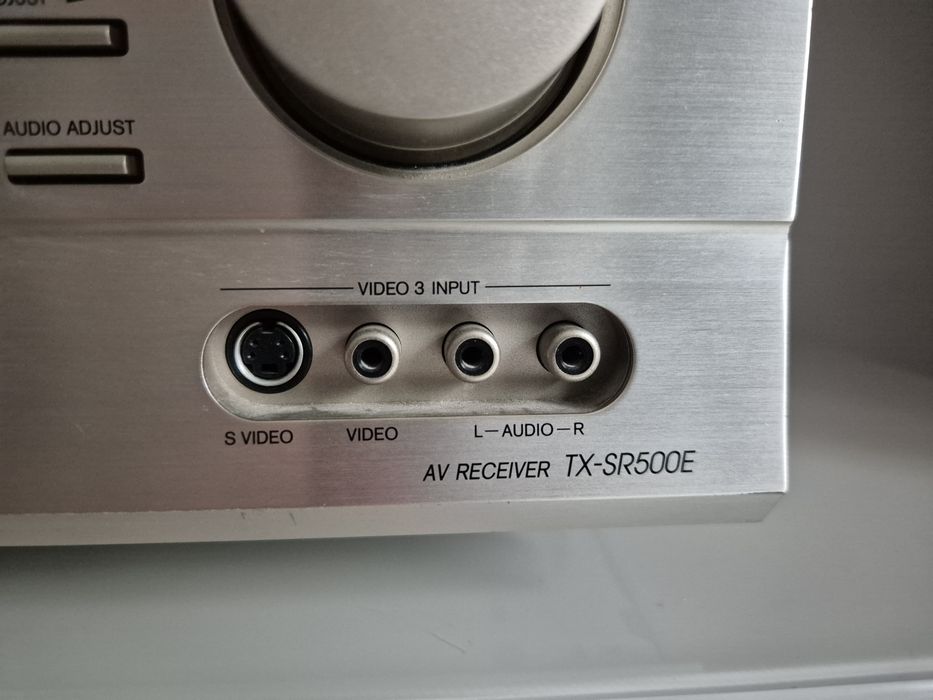 AUDIO ADJUST
VIDEO 3 INPUT
S VIDEO VIDEO L–AUDIO–R
AV RECEIVER TX-SR500E